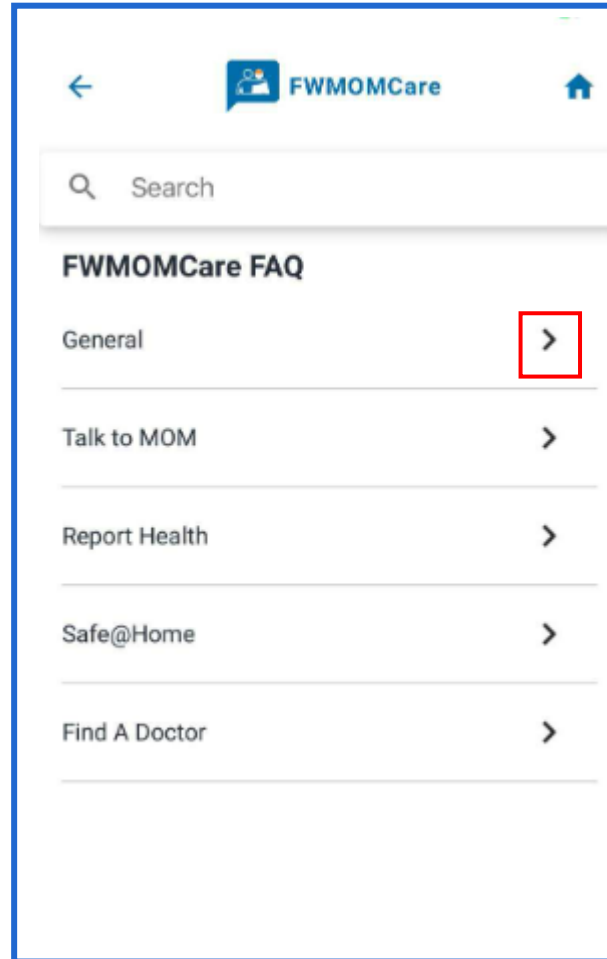 FWMOMCare
Search
FWMOMCare FAQ
General
Talk to MOM
Report Health
Safe@Home
Find A Doctor